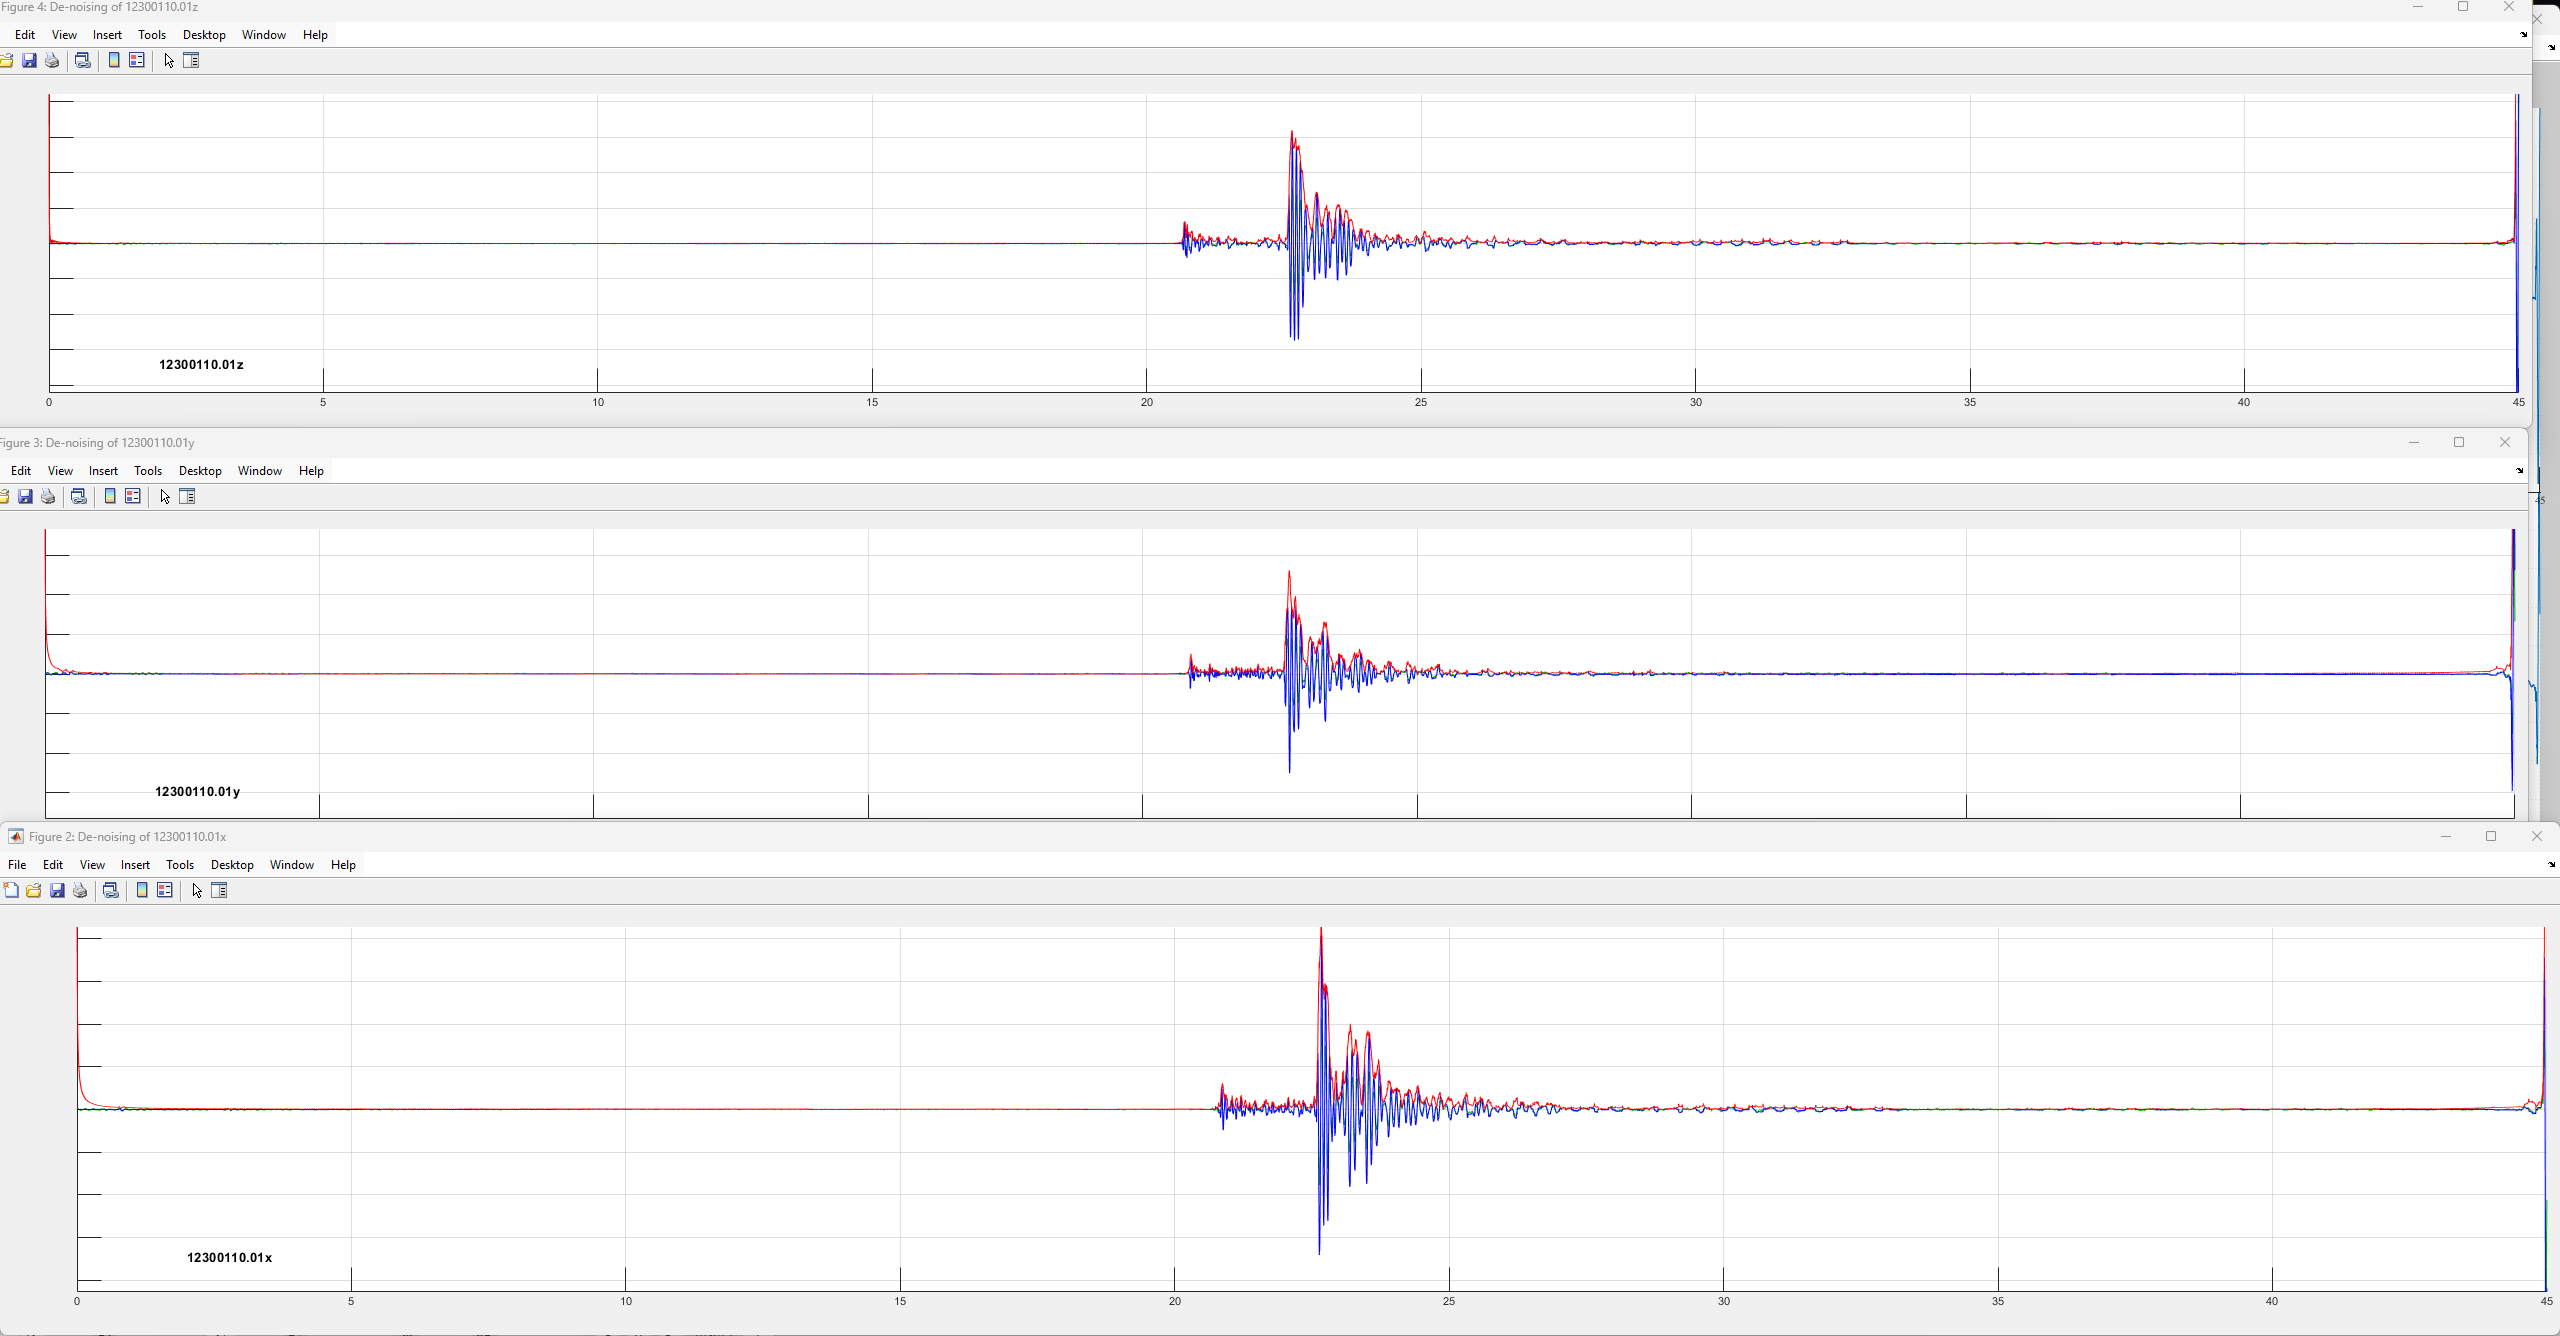 Figure 4: De-noising of 12300110.01z
Edit View Insert Tools Desktop Window Help
12300110.01z
0 5 10 15 20 25 30 35 40 45
Figure 3: De-noising of 12300110.01y
Edit View Insert Tools Desktop Window Help
45
12300110.01y
Figure 2: De-noising of 12300110.01x
File Edit View Insert Tools Desktop Window Help
12300110.01x
0 5 10 15 20 25 30 35 40 45